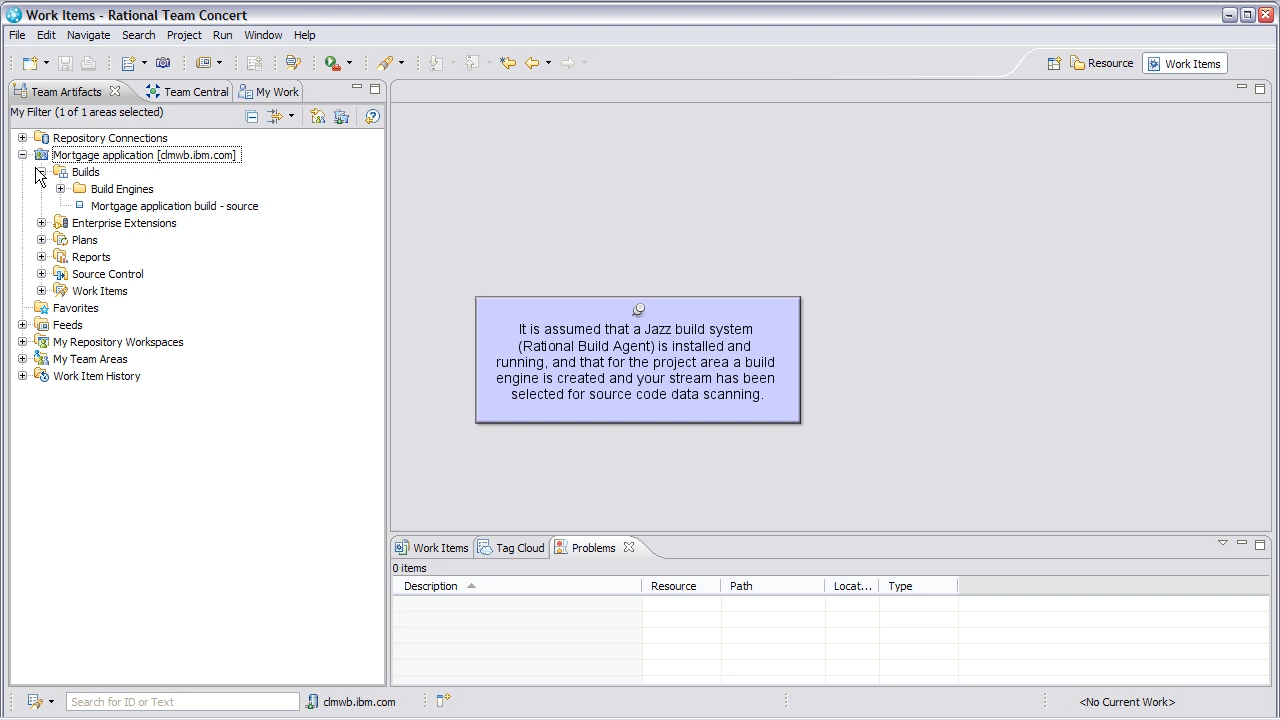 Work Items - Rational Team Concert
File Edit Navigate Search Project Run Window Help
Resource Work Items
Team Artifacts Team Central My Work
My Filter (1 of 1 areas selected)
Repository Connections
Mortgage application [clmwb.ibm.com]
Builds
Build Engines
Mortgage application build - source
Enterprise Extensions
Plans
Reports
Source Control
Work Items
Favorites
Feeds
My Repository Workspaces
My Team Areas
Work Item History
It is assumed that a Jazz build system
(Rational Build Agent) is installed and
running, and that for the project area a build
engine is created and your stream has been
selected for source code data scanning.
Work Items Tag Cloud Problems
0 items
Description Resource Path Locat... Type
Search for ID or Text clmwb.ibm.com <No Current Work>